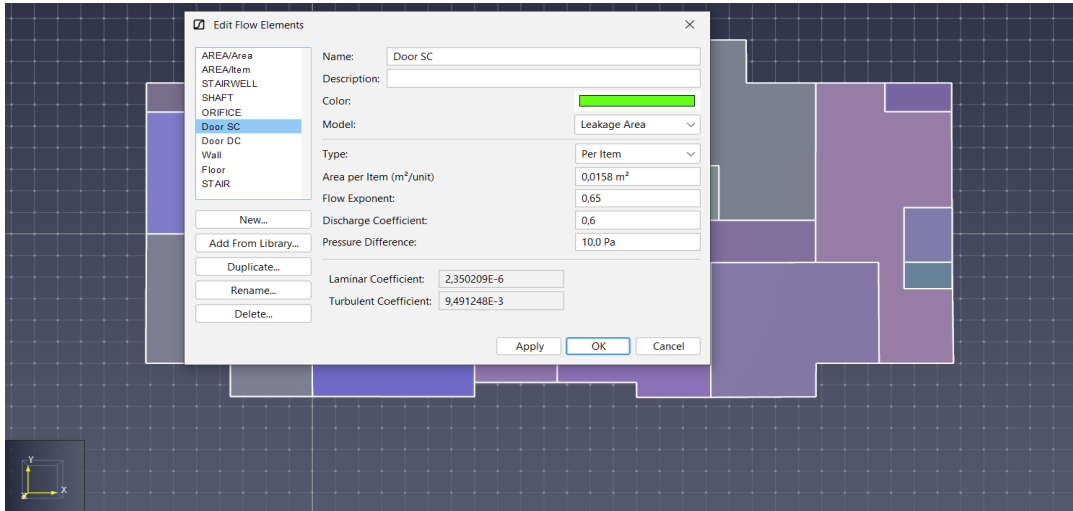 Edit Flow Elements
AREA/Area
AREA/Item
STAIRWELL
SHAFT
ORIFICE
Door SC
Door DC
Wall
Floor
STAIR
New...
Add From Library...
Duplicate...
Rename...
Delete...
Name: Door SC
Description:
Color:
Model: Leakage Area
Type: Per Item
Area per Item (m²/unit) 0,0158 m²
Flow Exponent: 0,65
Discharge Coefficient: 0,6
Pressure Difference: 10,0 Pa
Laminar Coefficient: 2,350209E-6
Turbulent Coefficient: 9,491248E-3
Apply OK Cancel
Y
Z X